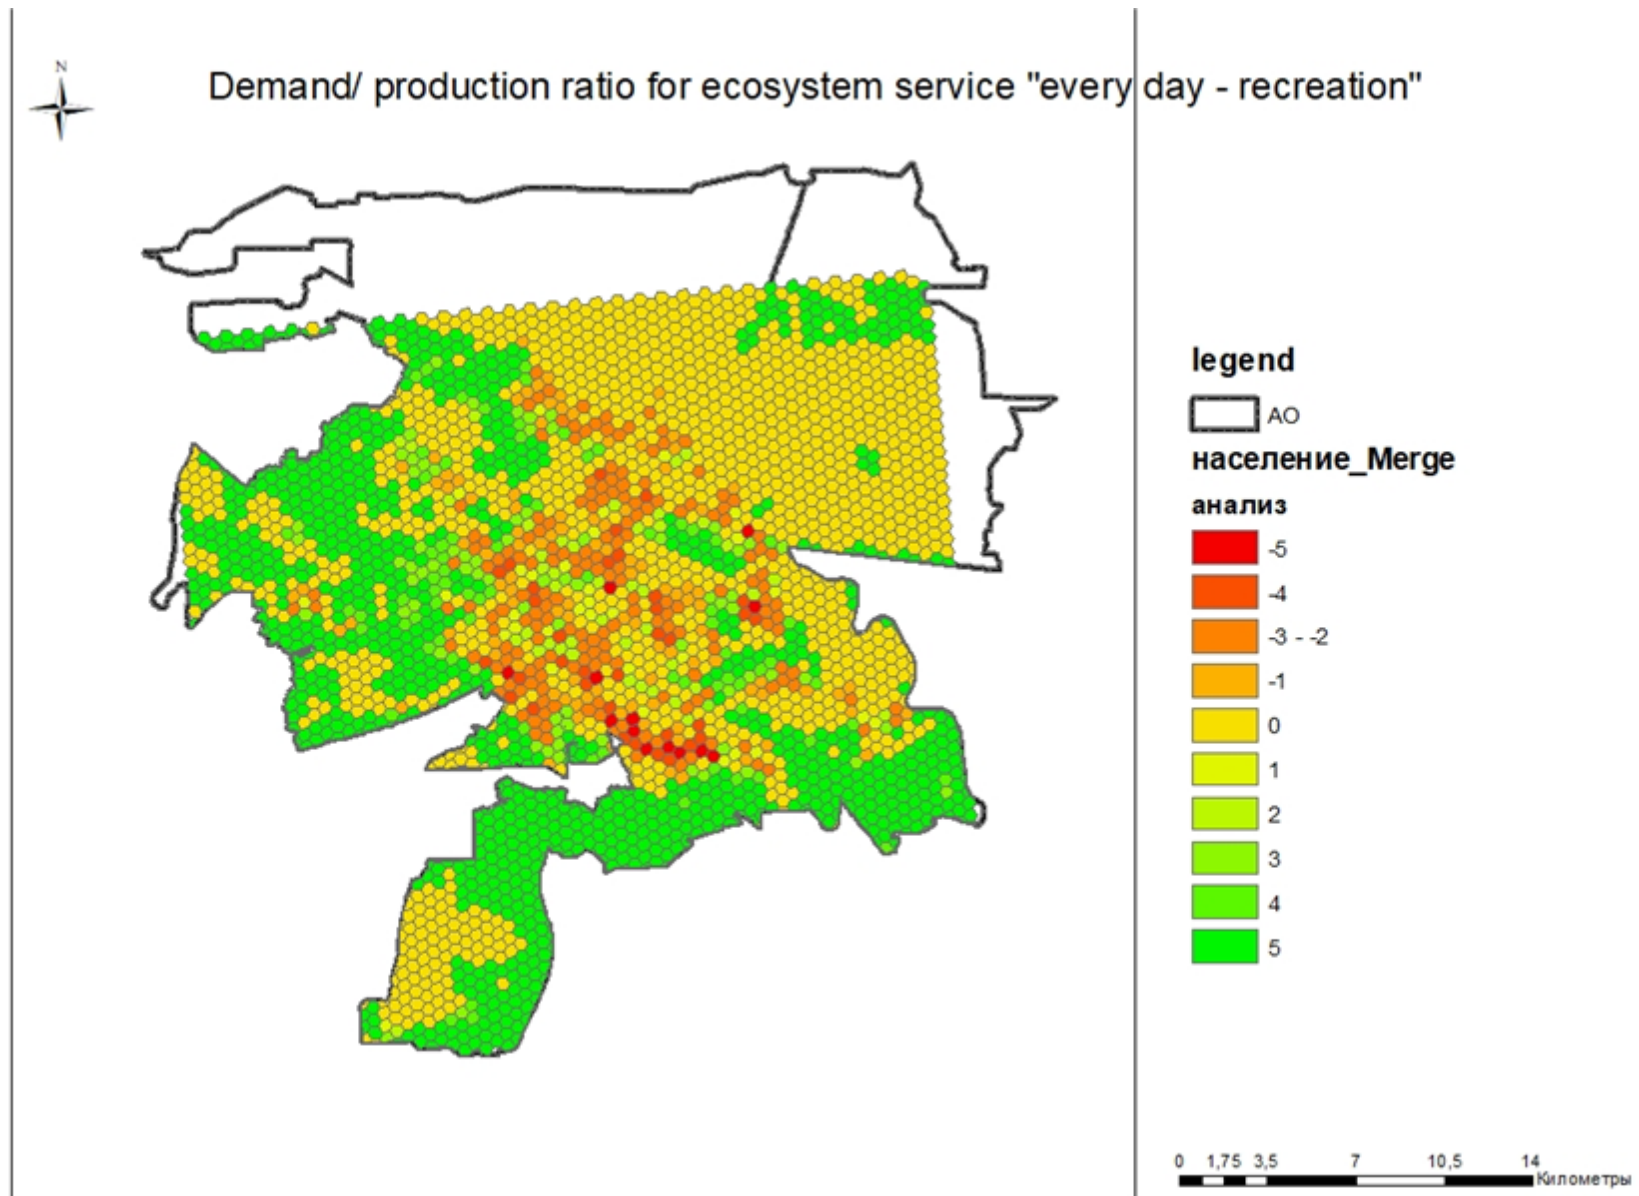 N
Demand/ production ratio for ecosystem service "every day - recreation"
legend
АО
население_Merge
анализ
-5
-4
-3 - -2
-1
0
1
2
3
4
5
0 1,75 3,5 7 10,5 14
Километры